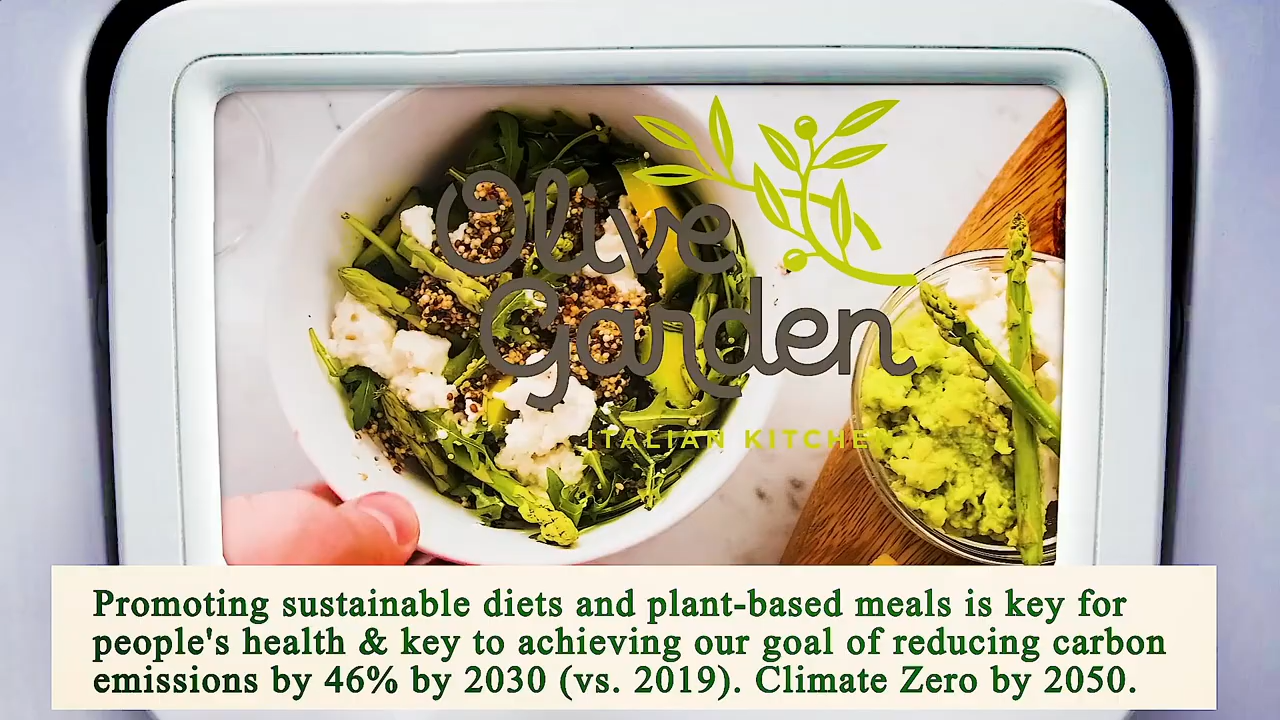 Olive
Garden
ITALIAN KITCHEN
Promoting sustainable diets and plant-based meals is key for
people's health & key to achieving our goal of reducing carbon
emissions by 46% by 2030 (vs. 2019). Climate Zero by 2050.